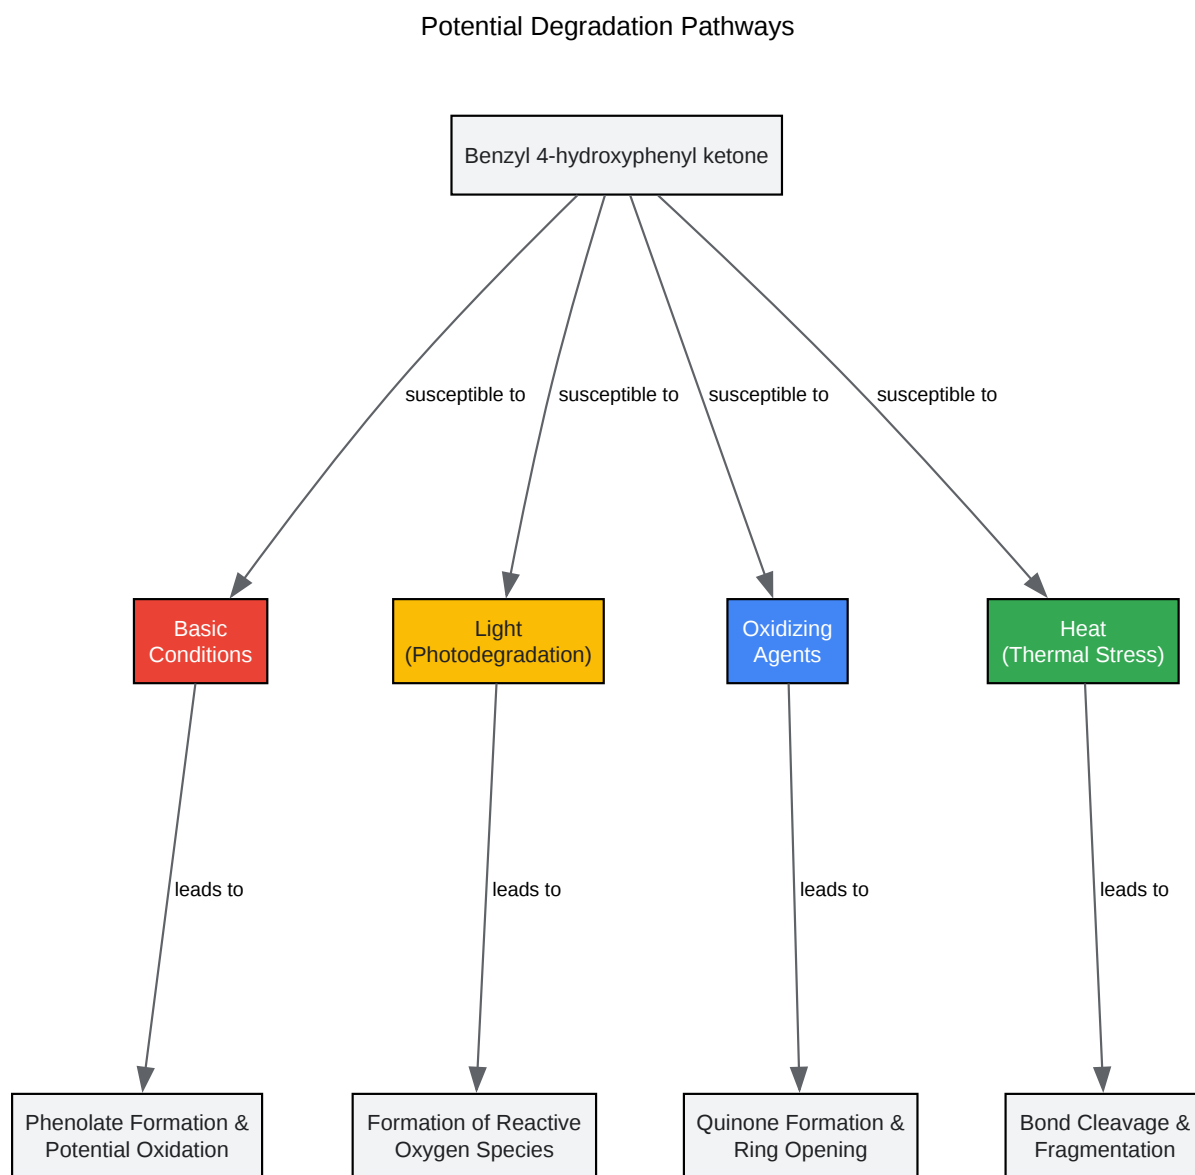 Potential Degradation Pathways
Benzyl 4-hydroxyphenyl ketone
susceptible to
susceptible to
susceptible to
susceptible to
Basic
Conditions
Light
(Photodegradation)
Oxidizing
Agents
Heat
(Thermal Stress)
leads to
leads to
leads to
leads to
Phenolate Formation &
Potential Oxidation
Formation of Reactive
Oxygen Species
Quinone Formation &
Ring Opening
Bond Cleavage &
Fragmentation